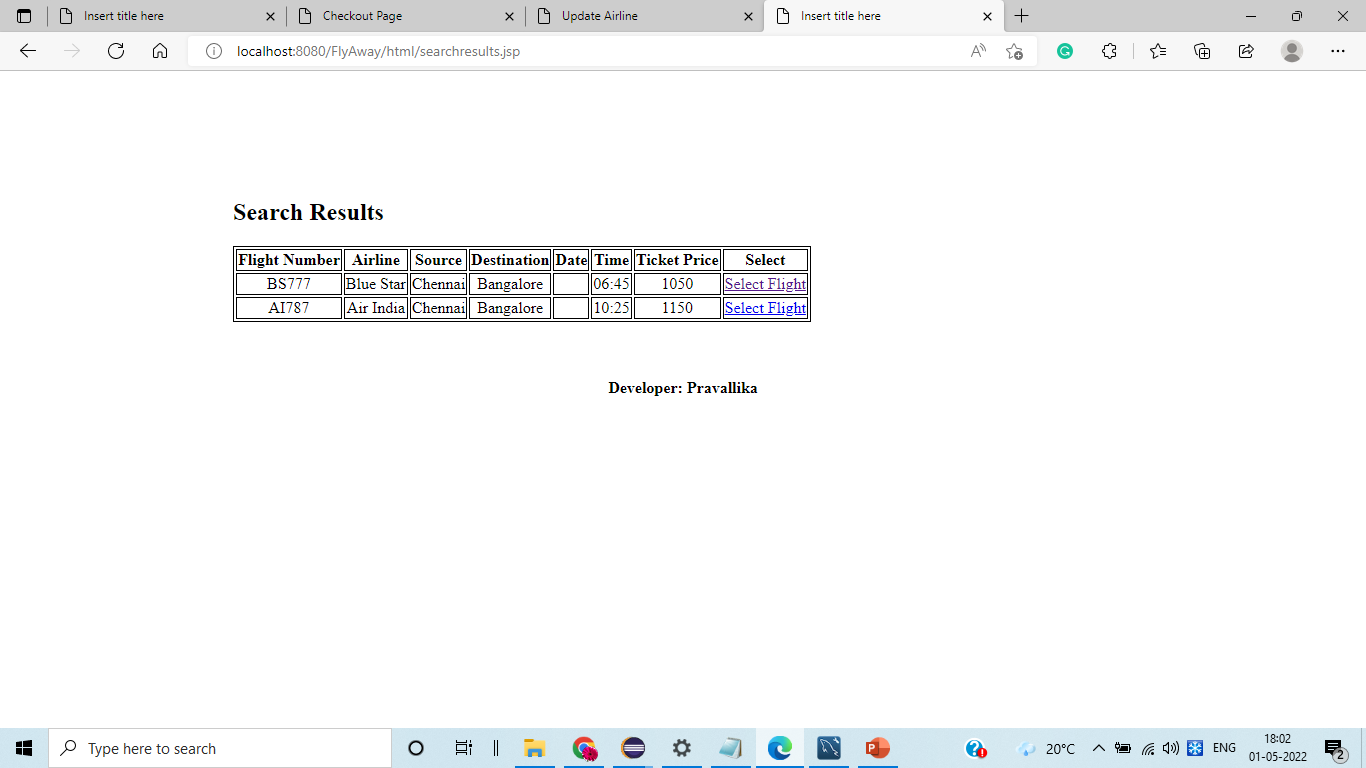 Insert title here
Checkout Page
Update Airline
Insert title here
localhost:8080/FlyAway/html/searchresults.jsp
Search Results
Flight Number Airline Source Destination Date Time Ticket Price Select
BS777 Blue Star Chennai Bangalore 06:45 1050 Select Flight
AI787 Air India Chennai Bangalore 10:25 1150 Select Flight
Developer: Pravallika
Type here to search
20°C
ENG
18:02
01-05-2022
2